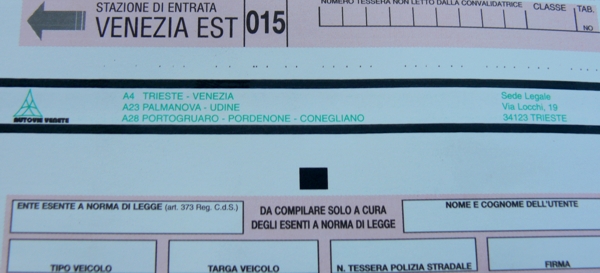 STAZIONE DI ENTRATA
VENEZIA EST
015
NUMERO TESSERA NON LETTO DALLA CONVALIDATRICE
CLASSE
TAB.
NO
AUTOVIE VENETE
A4 TRIESTE - VENEZIA
A23 PALMANOVA - UDINE
A28 PORTOGRUARO - PORDENONE - CONEGLIANO
Sede Legale
Via Locchi, 19
34123 TRIESTE
ENTE ESENTE A NORMA DI LEGGE (art. 373 Reg. C.d.S.)
DA COMPILARE SOLO A CURA
DEGLI ESENTI A NORMA DI LEGGE
NOME E COGNOME DELL'UTENTE
TIPO VEICOLO
TARGA VEICOLO
N. TESSERA POLIZIA STRADALE
FIRMA